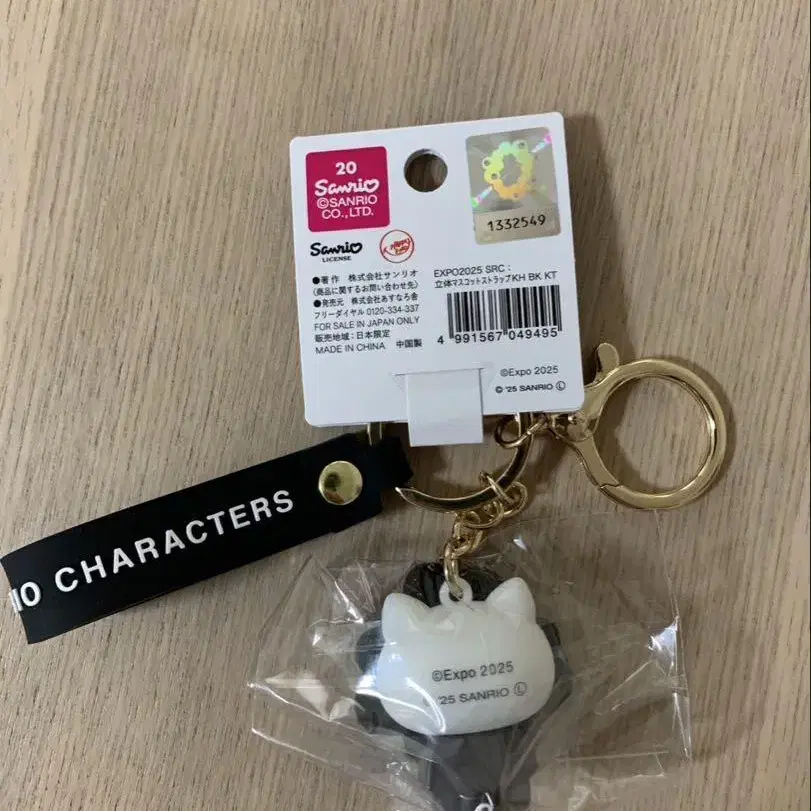 20
Sanrio
©SANRIO
CO.,LTD.
1332549
Sanrio
LICENSE
●著作 株式会社サンリオ
(商品に関するお問い合わせ先)
●発売元 株式会社あすなろ舎
フリーダイヤル 0120-334-337
FOR SALE IN JAPAN ONLY
販売地域:日本限定
MADE IN CHINA 中国製
EXPO2025 SRC:
立体マスコットストラップKH BK KT
4 991567 049495
©Expo 2025
© '25 SANRIO Ⓛ
IO CHARACTERS
©Expo 2025
'25 SANRIO Ⓛ